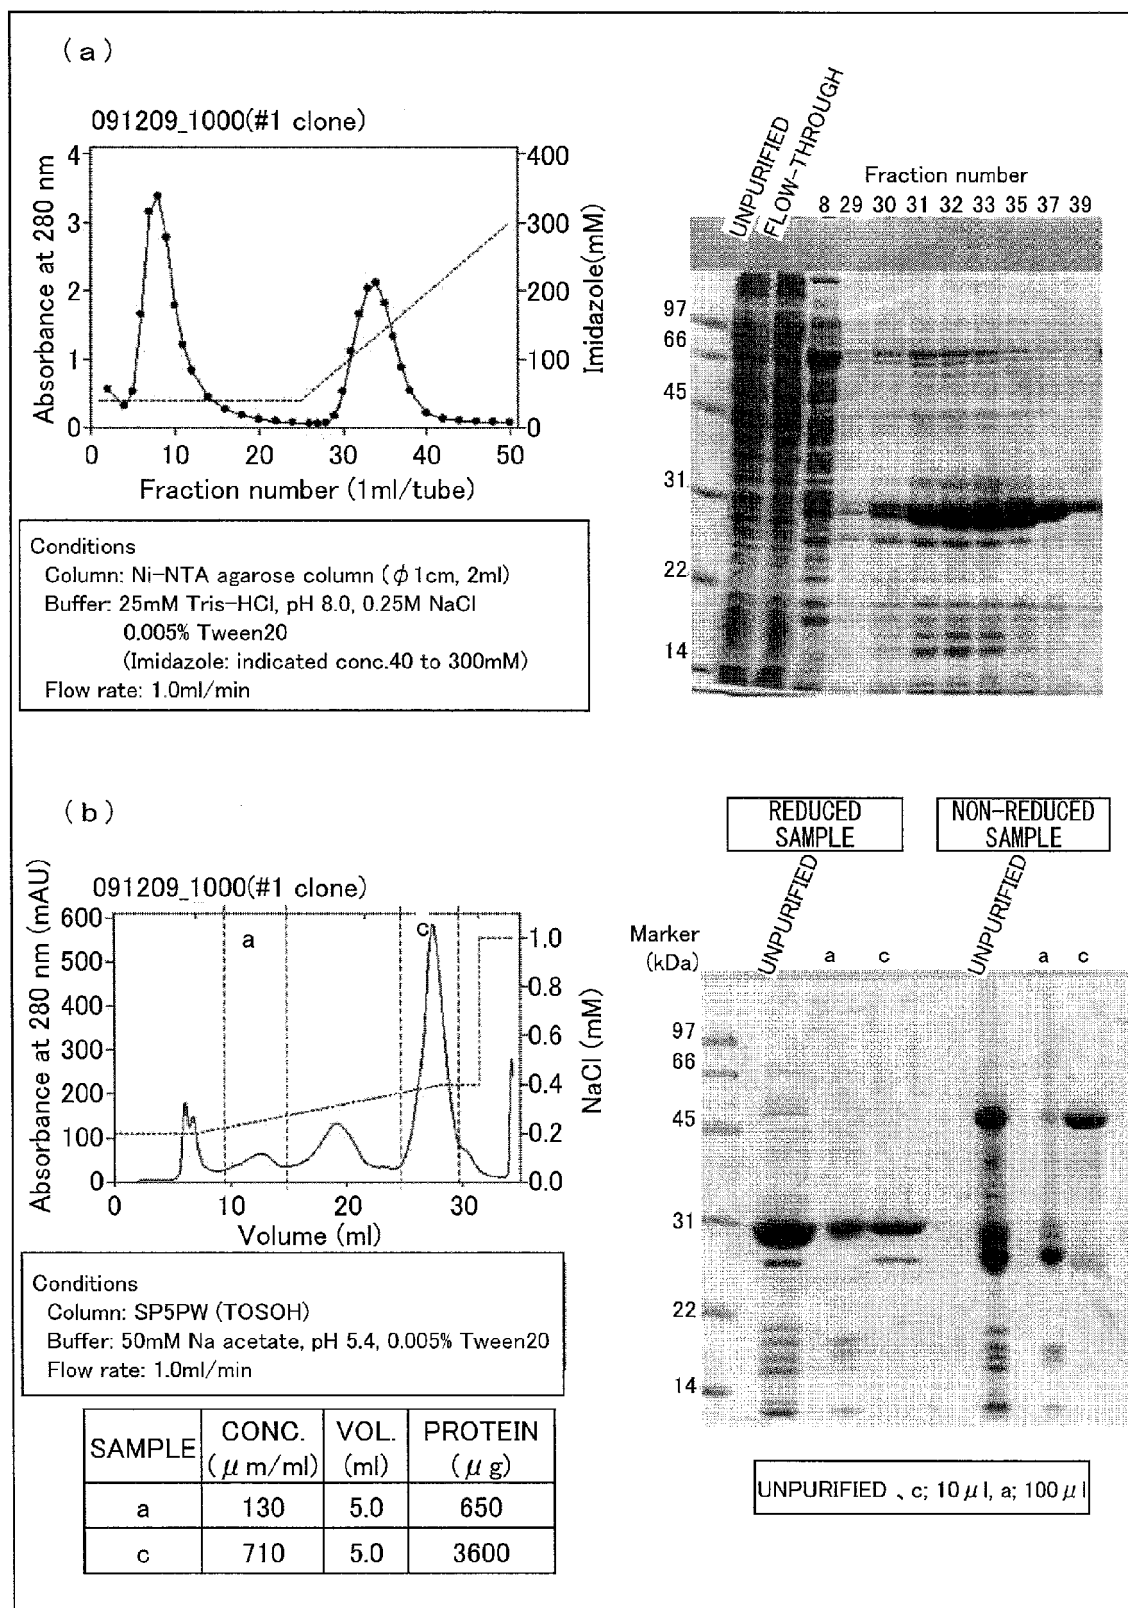 (a)
091209_1000(#1 clone)
4
3
2
1
0
Absorbance at 280 nm
400
300
200
100
0
Imidazole(mM)
0 10 20 30 40 50
Fraction number (1ml/tube)
Conditions
Column: Ni-NTA agarose column (φ1cm, 2ml)
Buffer: 25mM Tris-HCl, pH 8.0, 0.25M NaCl
0.005% Tween20
(Imidazole: indicated conc.40 to 300mM)
Flow rate: 1.0ml/min
UNPURIFIED
FLOW-THROUGH
Fraction number
8 29 30 31 32 33 35 37 39
97
66
45
31
22
14
(b)
091209_1000(#1 clone)
600
500
400
300
200
100
0
Absorbance at 280 nm (mAU)
a
c
1.0
0.8
0.6
0.4
0.2
0.0
NaCl (mM)
0 10 20 30
Volume (ml)
Conditions
Column: SP5PW (TOSOH)
Buffer: 50mM Na acetate, pH 5.4, 0.005% Tween20
Flow rate: 1.0ml/min
SAMPLE CONC. (μm/ml) VOL. (ml) PROTEIN (μg)
a 130 5.0 650
c 710 5.0 3600
REDUCED
SAMPLE
NON-REDUCED
SAMPLE
UNPURIFIED
a c
UNPURIFIED
a c
Marker
(kDa)
97
66
45
31
22
14
UNPURIFIED、c; 10μl, a; 100μl